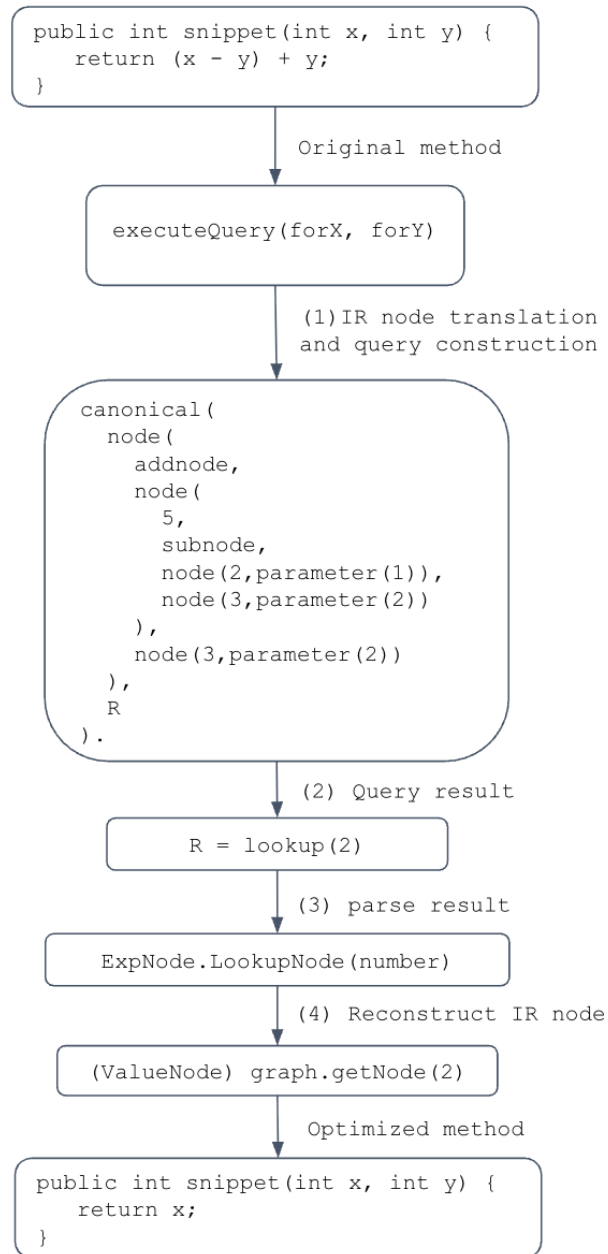 public int snippet(int x, int y) {
return (x - y) + y;
}
Original method
executeQuery(forX, forY)
(1)IR node translation
and query construction
canonical(
node(
addnode,
node(
5,
subnode,
node(2,parameter(1)),
node(3,parameter(2))
),
node(3,parameter(2))
),
R
).
(2) Query result
R = lookup(2)
(3) parse result
ExpNode.LookupNode(number)
(4) Reconstruct IR node
(ValueNode) graph.getNode(2)
Optimized method
public int snippet(int x, int y) {
return x;
}